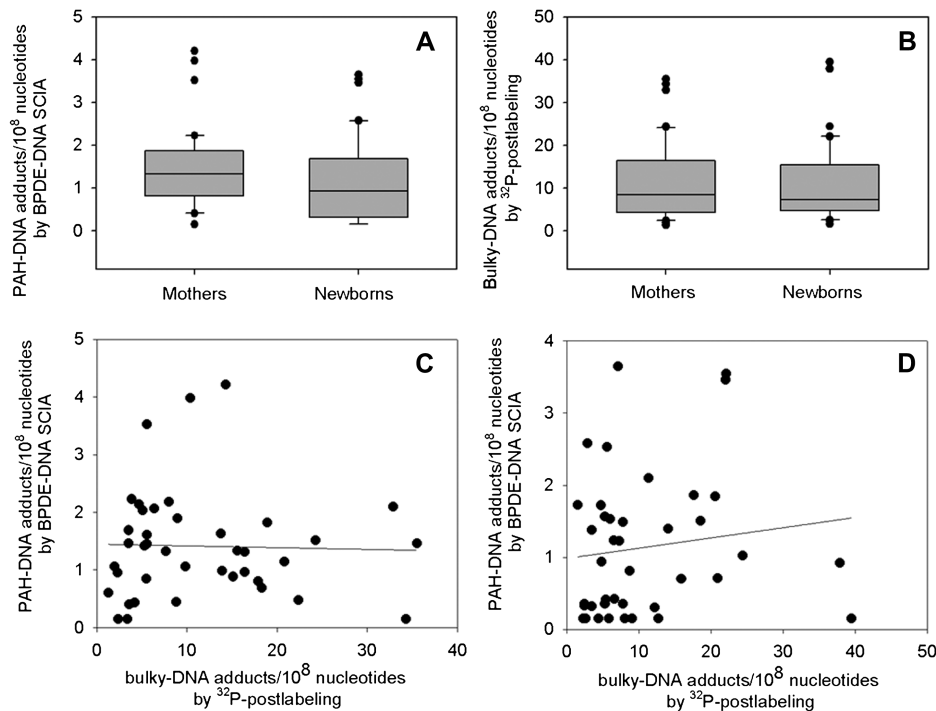 A
PAH-DNA adducts/10⁸ nucleotides
by BPDE-DNA SCIA
5
4
3
2
1
0
Mothers Newborns
B
Bulky-DNA adducts/10⁸ nucleotides
by ³²P-postlabeling
50
40
30
20
10
0
Mothers Newborns
C
PAH-DNA adducts/10⁸ nucleotides
by BPDE-DNA SCIA
5
4
3
2
1
0
0 10 20 30 40
bulky-DNA adducts/10⁸ nucleotides
by ³²P-postlabeling
D
PAH-DNA adducts/10⁸ nucleotides
by BPDE-DNA SCIA
4
3
2
1
0
0 10 20 30 40 50
bulky-DNA adducts/10⁸ nucleotides
by ³²P-postlabeling